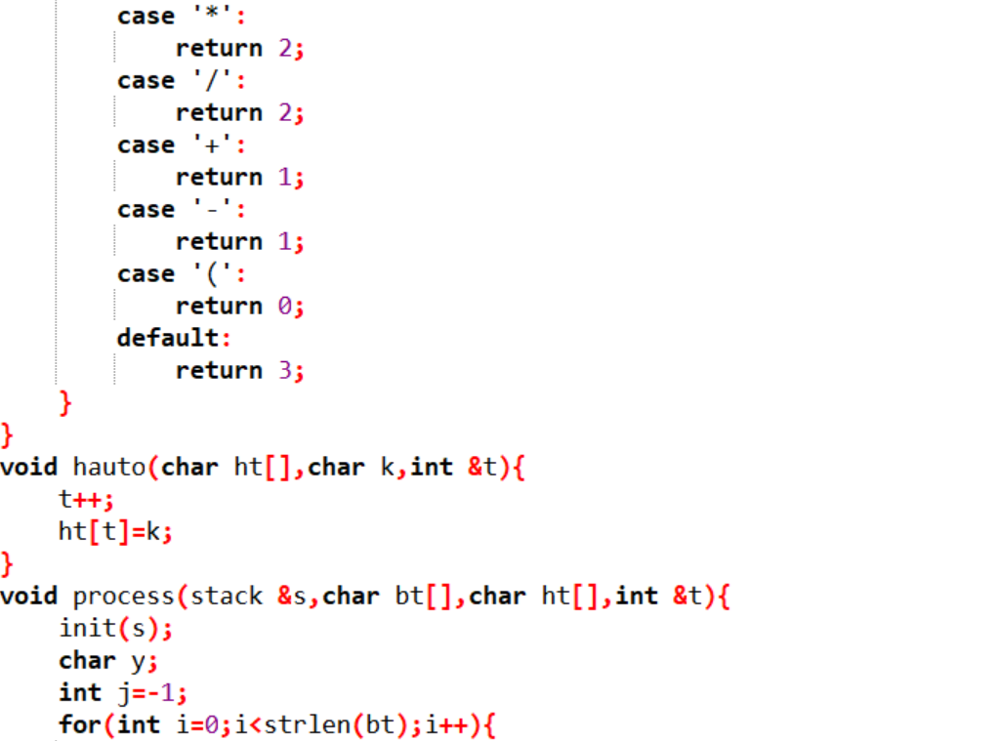 case '*':
return 2;
case '/':
return 2;
case '+':
return 1;
case '-':
return 1;
case '(':
return 0;
default:
return 3;
}
}
void hauto(char ht[],char k,int &t){
t++;
ht[t]=k;
}
void process(stack &s,char bt[],char ht[],int &t){
init(s);
char y;
int j=-1;
for(int i=0;i<strlen(bt);i++){